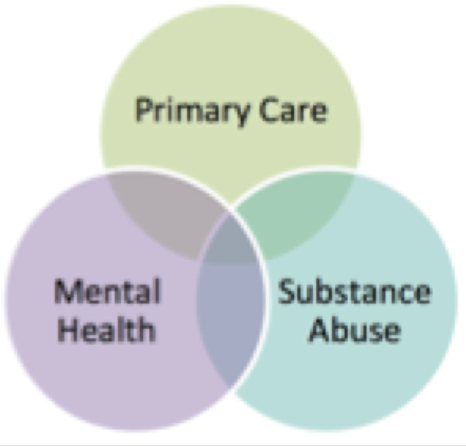 Primary Care
Mental
Health
Substance
Abuse